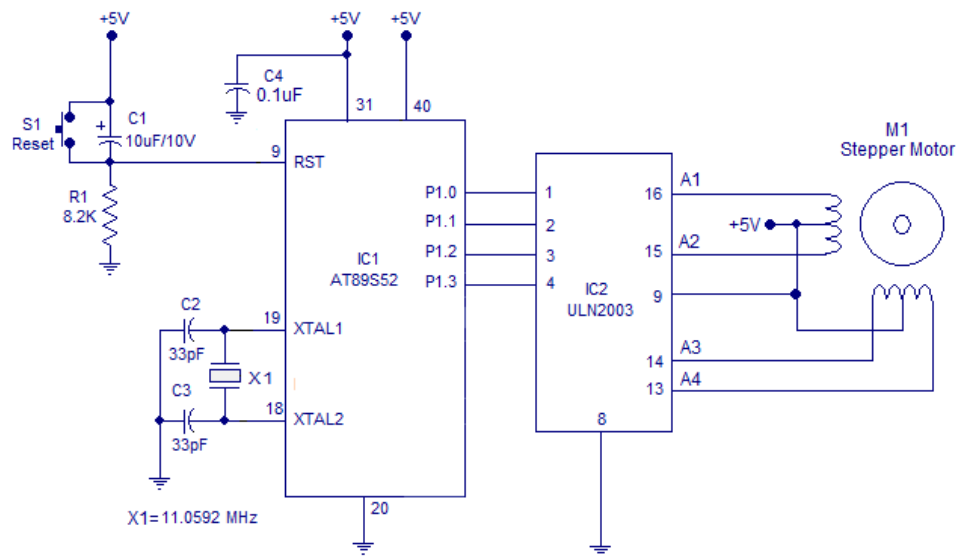 +5V
+5V
+5V
C4
0.1uF
31
40
S1
Reset
+
C1
10uF/10V
M1
Stepper Motor
9
RST
R1
8.2K
P1.0
1
16
A1
P1.1
2
+5V
P1.2
3
15
A2
IC1
AT89S52
P1.3
4
IC2
ULN2003
9
C2
33pF
19
XTAL1
14
A3
X1
13
A4
C3
33pF
18
XTAL2
8
20
X1=11.0592 MHz